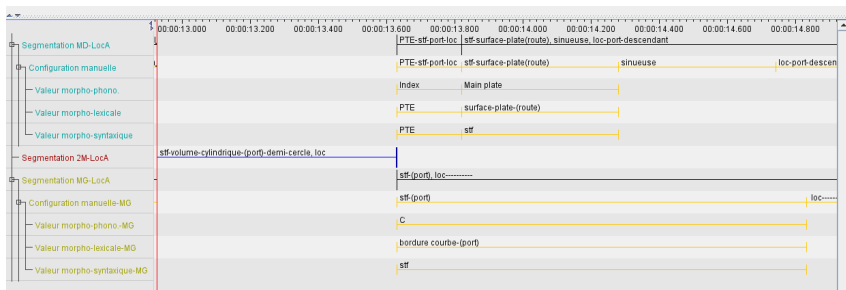 00:00:13.000 00:00:13.200 00:00:13.400 00:00:13.600 00:00:13.800 00:00:14.000 00:00:14.200 00:00:14.400 00:00:14.600 00:00:14.800
Segmentation MD-LocA PTE-stf-port-loc stf-surface-plate(route), sinueuse, loc-port-descendant
Configuration manuelle PTE-stf-port-loc stf-surface-plate(route) sinueuse loc-port-descen
Valeur morpho-phono. Index Main plate
Valeur morpho-lexicale PTE surface-plate-(route)
Valeur morpho-syntaxique PTE stf
Segmentation 2M-LocA stf-volume-cylindrique-(port)-demi-cercle, loc
Segmentation MG-LocA stf-(port), loc----------
Configuration manuelle-MG stf-(port) loc------
Valeur morpho-phono.-MG C
Valeur morpho-lexicale-MG bordure courbe-(port)
Valeur morpho-syntaxique-MG stf